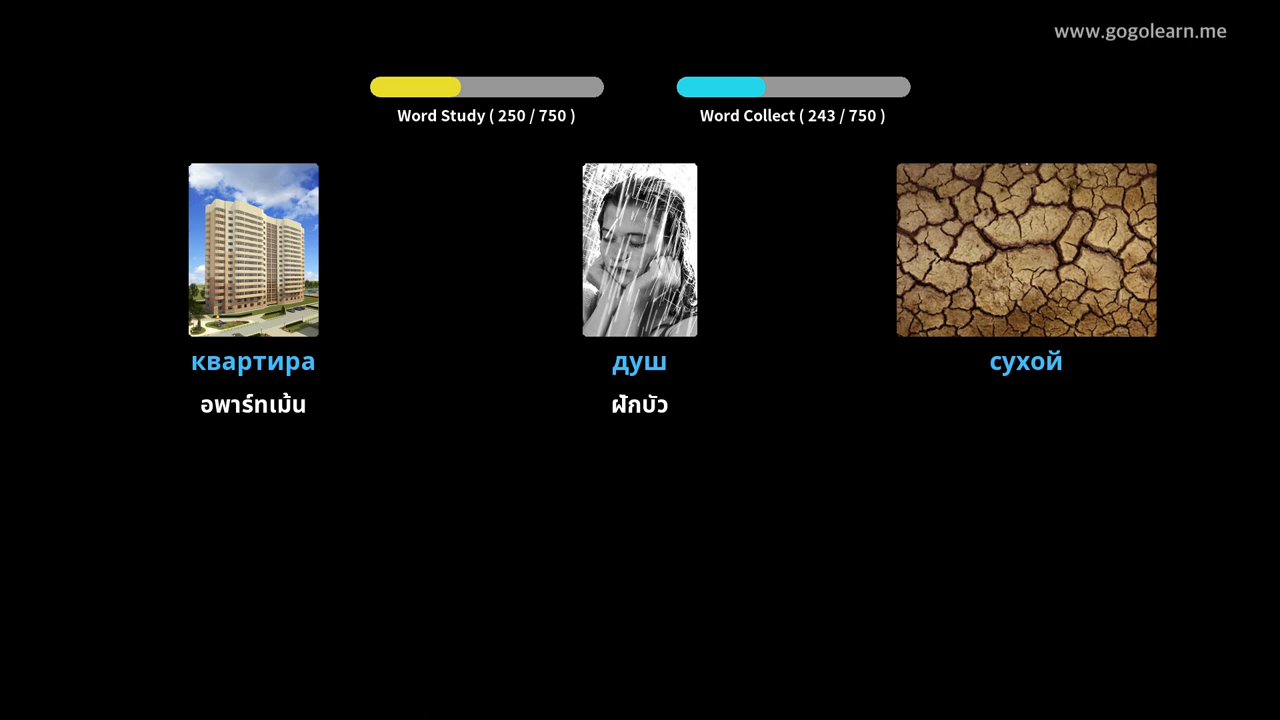 www.gogolearn.me
Word Study ( 250 / 750 )
Word Collect ( 243 / 750 )
квартира
душ
сухой
อพาร์ทเม้น
ฝักบัว